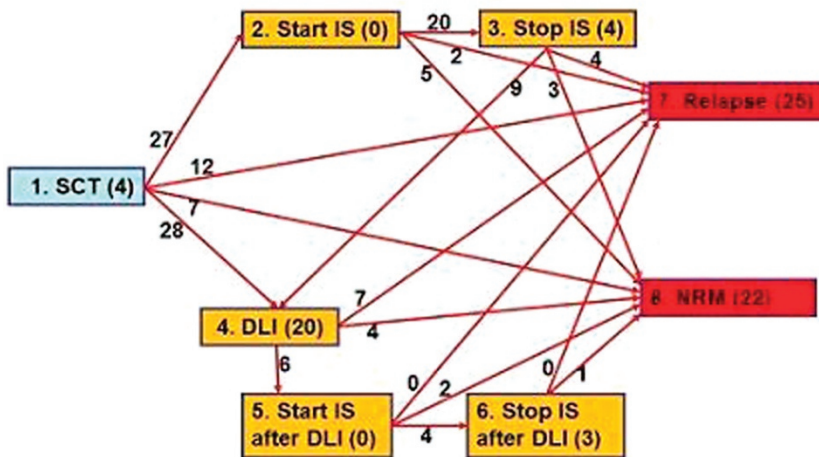 2. Start IS (0)
20
3. Stop IS (4)
2
4
5
9
3
7. Relapse (25)
27
12
1. SCT (4)
7
28
8. NRM (22)
7
4. DLI (20)
4
6
0
2
0
1
5. Start IS
after DLI (0)
4
6. Stop IS
after DLI (3)